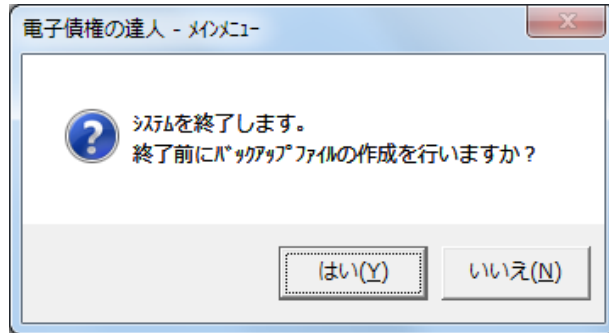 電子債権の達人 - ﾒｲﾝﾒﾆｭｰ
ｼｽﾃﾑを終了します。
終了前にﾊﾞｯｸｱｯﾌﾟﾌｧｲﾙの作成を行いますか？
はい(Y)
いいえ(N)